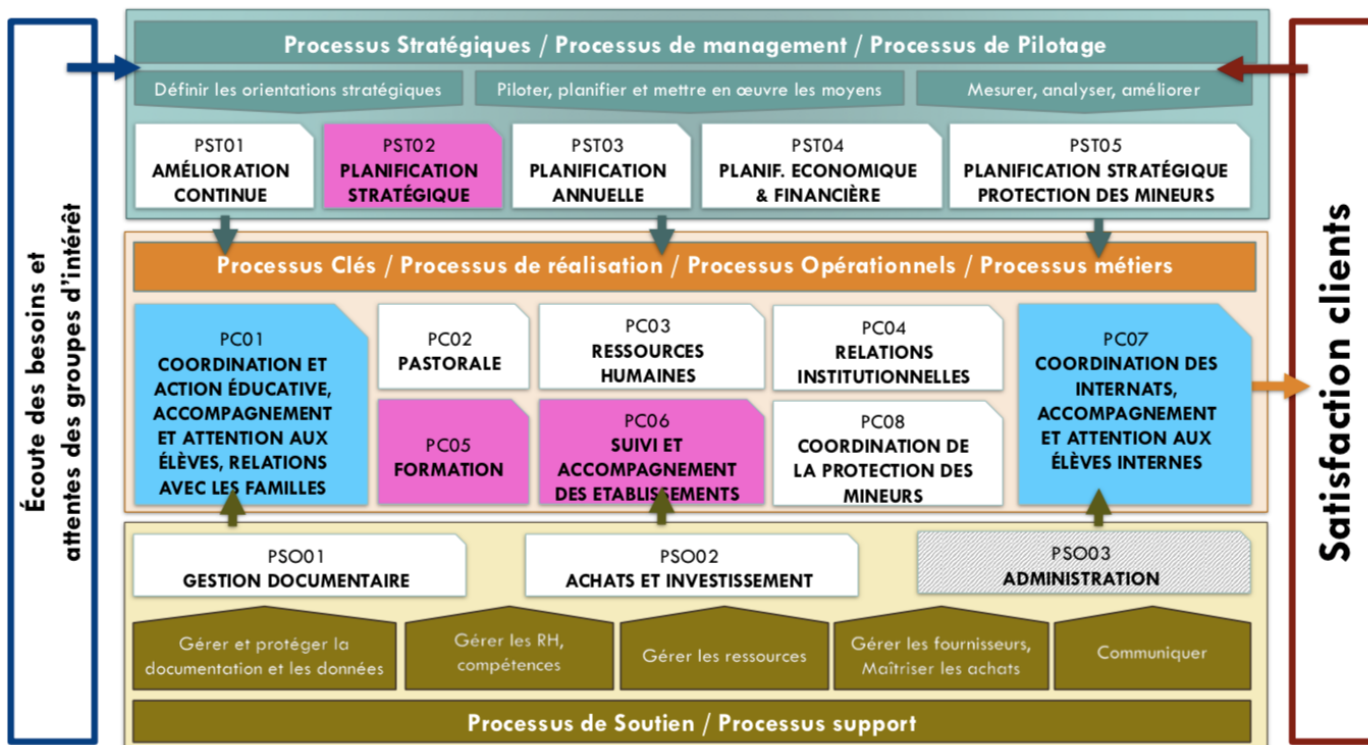 Écoute des besoins et
attentes des groupes d'intérêt
Processus Stratégiques / Processus de management / Processus de Pilotage
Définir les orientations stratégiques
Piloter, planifier et mettre en œuvre les moyens
Mesurer, analyser, améliorer
PST01
AMÉLIORATION
CONTINUE
PST02
PLANIFICATION
STRATÉGIQUE
PST03
PLANIFICATION
ANNUELLE
PST04
PLANIF. ECONOMIQUE
& FINANCIÈRE
PST05
PLANIFICATION STRATÉGIQUE
PROTECTION DES MINEURS
Processus Clés / Processus de réalisation / Processus Opérationnels / Processus métiers
PC01
COORDINATION ET
ACTION ÉDUCATIVE,
ACCOMPAGNEMENT
ET ATTENTION AUX
ÉLÈVES, RELATIONS
AVEC LES FAMILLES
PC02
PASTORALE
PC03
RESSOURCES
HUMAINES
PC04
RELATIONS
INSTITUTIONNELLES
PC05
FORMATION
PC06
SUIVI ET
ACCOMPAGNEMENT
DES ETABLISSEMENTS
PC08
COORDINATION DE
LA PROTECTION DES
MINEURS
PC07
COORDINATION DES
INTERNATS,
ACCOMPAGNEMENT
ET ATTENTION AUX
ÉLÈVES INTERNES
PSO01
GESTION DOCUMENTAIRE
PSO02
ACHATS ET INVESTISSEMENT
PSO03
ADMINISTRATION
Gérer et protéger la
documentation et les données
Gérer les RH,
compétences
Gérer les ressources
Gérer les fournisseurs,
Maîtriser les achats
Communiquer
Processus de Soutien / Processus support
Satisfaction clients